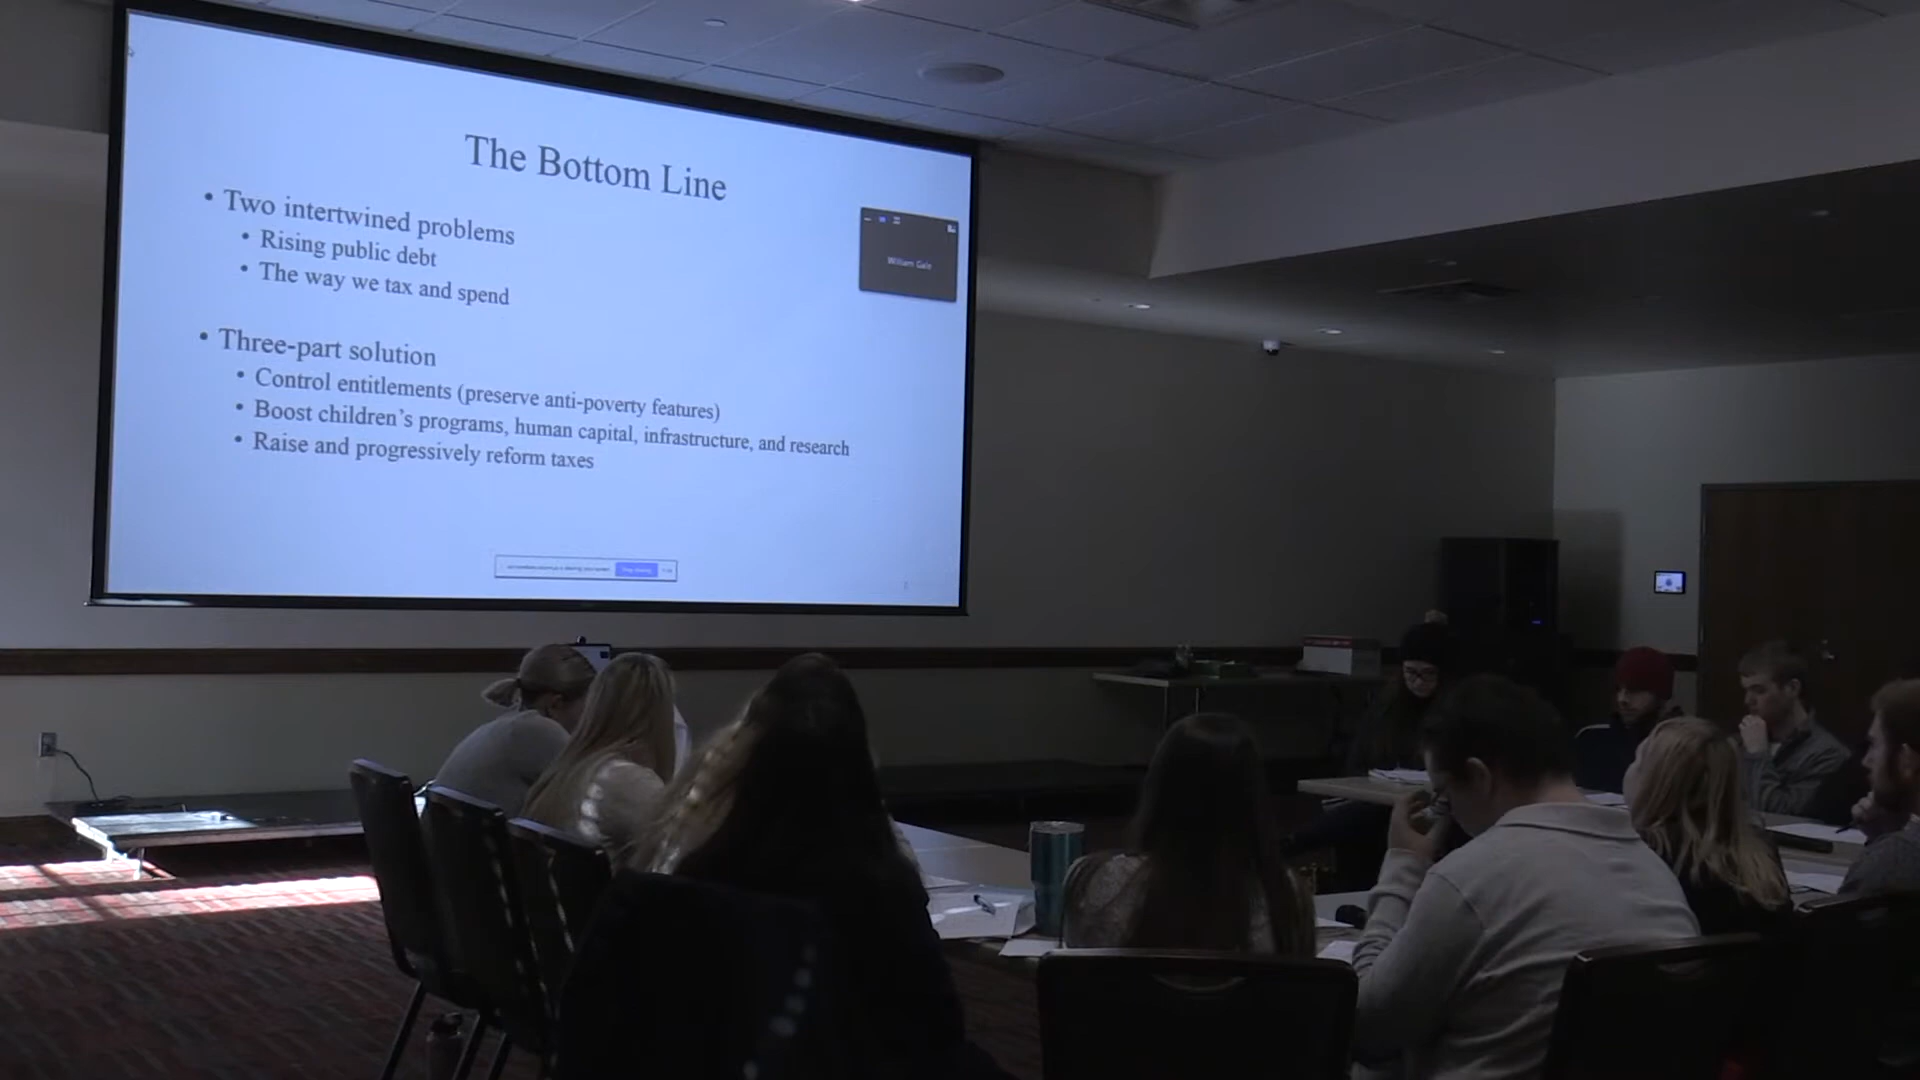 The Bottom Line
• Two intertwined problems
• Rising public debt
• The way we tax and spend
William Gale
• Three-part solution
• Control entitlements (preserve anti-poverty features)
• Boost children’s programs, human capital, infrastructure, and research
• Raise and progressively reform taxes